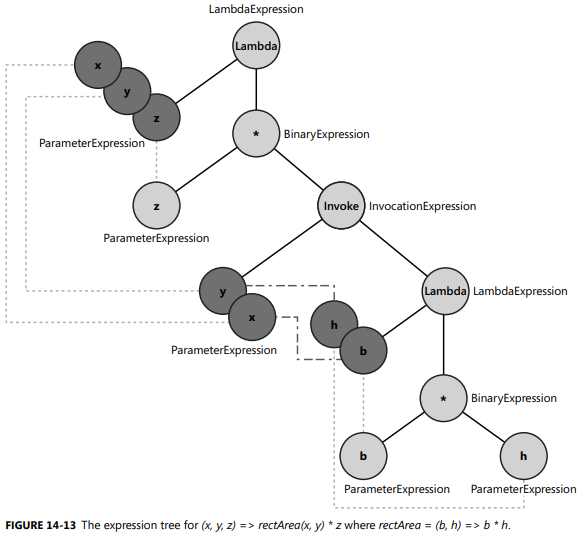 LambdaExpression
Lambda
x
y
z
ParameterExpression
*
BinaryExpression
z
ParameterExpression
Invoke
InvocationExpression
y
x
ParameterExpression
h
b
Lambda
LambdaExpression
*
BinaryExpression
b
ParameterExpression
h
ParameterExpression
FIGURE 14-13 The expression tree for (x, y, z) => rectArea(x, y) * z where rectArea = (b, h) => b * h.